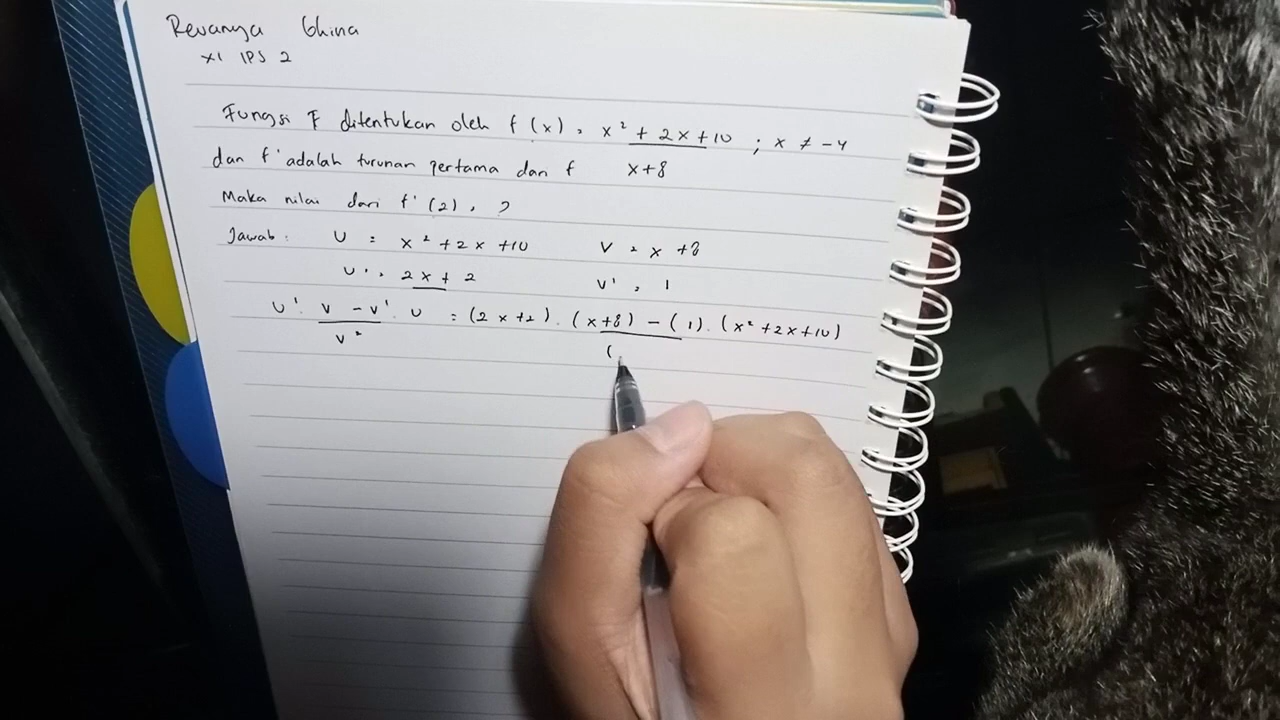 Revanya Ghina
XI IPS 2
Fungsi F ditentukan oleh f(x) = x² + 2x + 10 ; x ≠ -4
dan f' adalah turunan pertama dan f x+8
Maka nilai dari f'(2) = ?
Jawab: U = x² + 2x + 10 V = x + 8
U' = 2x + 2 V' = 1
U'. V - V'. U = (2x+2). (x+8) - (1). (x² + 2x + 10)
V² (